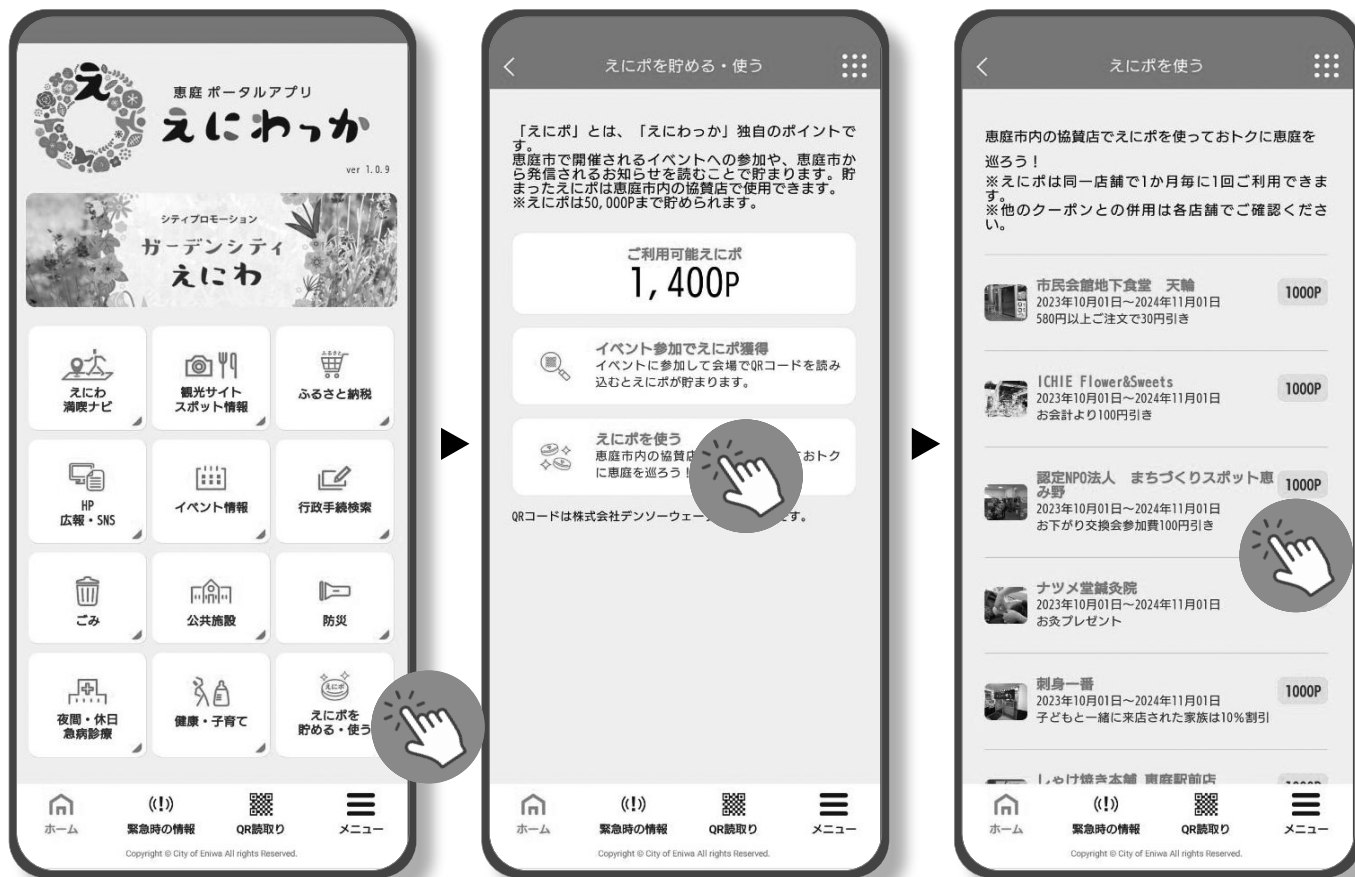 え
恵庭 ポータルアプリ
えにわっか
ver 1.0.9
シティプロモーション
ガーデンシティ
えにわ
えにわ
満喫ナビ
観光サイト
スポット情報
ふるさと納税
HP
広報・SNS
イベント情報
行政手続検索
ごみ
公共施設
防災
夜間・休日
急病診療
健康・子育て
えにポ
えにポを
貯める・使う
ホーム
緊急時の情報
QR読取り
メニュー
Copyright © City of Eniwa All rights Reserved.
えにポを貯める・使う
「えにポ」とは、「えにわっか」独自のポイントで
す。
恵庭市で開催されるイベントへの参加や、恵庭市か
ら発信されるお知らせを読むことで貯まります。貯
まったえにポは恵庭市内の協賛店で使用できます。
※えにポは50,000Pまで貯められます。
ご利用可能えにポ
1,400P
イベント参加でえにポ獲得
イベントに参加して会場でQRコードを読み
込むとえにポが貯まります。
えにポを使う
恵庭市内の協賛店 おトク
に恵庭を巡ろう!
QRコードは株式会社デンソーウェー です。
ホーム
緊急時の情報
QR読取り
メニュー
Copyright © City of Eniwa All rights Reserved.
えにポを使う
恵庭市内の協賛店でえにポを使っておトクに恵庭を
巡ろう!
※えにポは同一店舗で1か月毎に1回ご利用できま
す。
※他のクーポンとの併用は各店舗でご確認くださ
い。
市民会館地下食堂 天輪
2023年10月01日~2024年11月01日
580円以上ご注文で30円引き
1000P
ICHIE Flower&Sweets
2023年10月01日~2024年11月01日
お会計より100円引き
1000P
認定NPO法人 まちづくりスポット恵
み野
2023年10月01日~2024年11月01日
お下がり交換会参加費100円引き
1000P
ナツメ堂鍼灸院
2023年10月01日~2024年11月01日
お灸プレゼント
刺身一番
2023年10月01日~2024年11月01日
子どもと一緒に来店された家族は10%割引
1000P
しゃけ焼き本舗 恵庭駅前店
ホーム
緊急時の情報
QR読取り
メニュー
Copyright © City of Eniwa All rights Reserved.